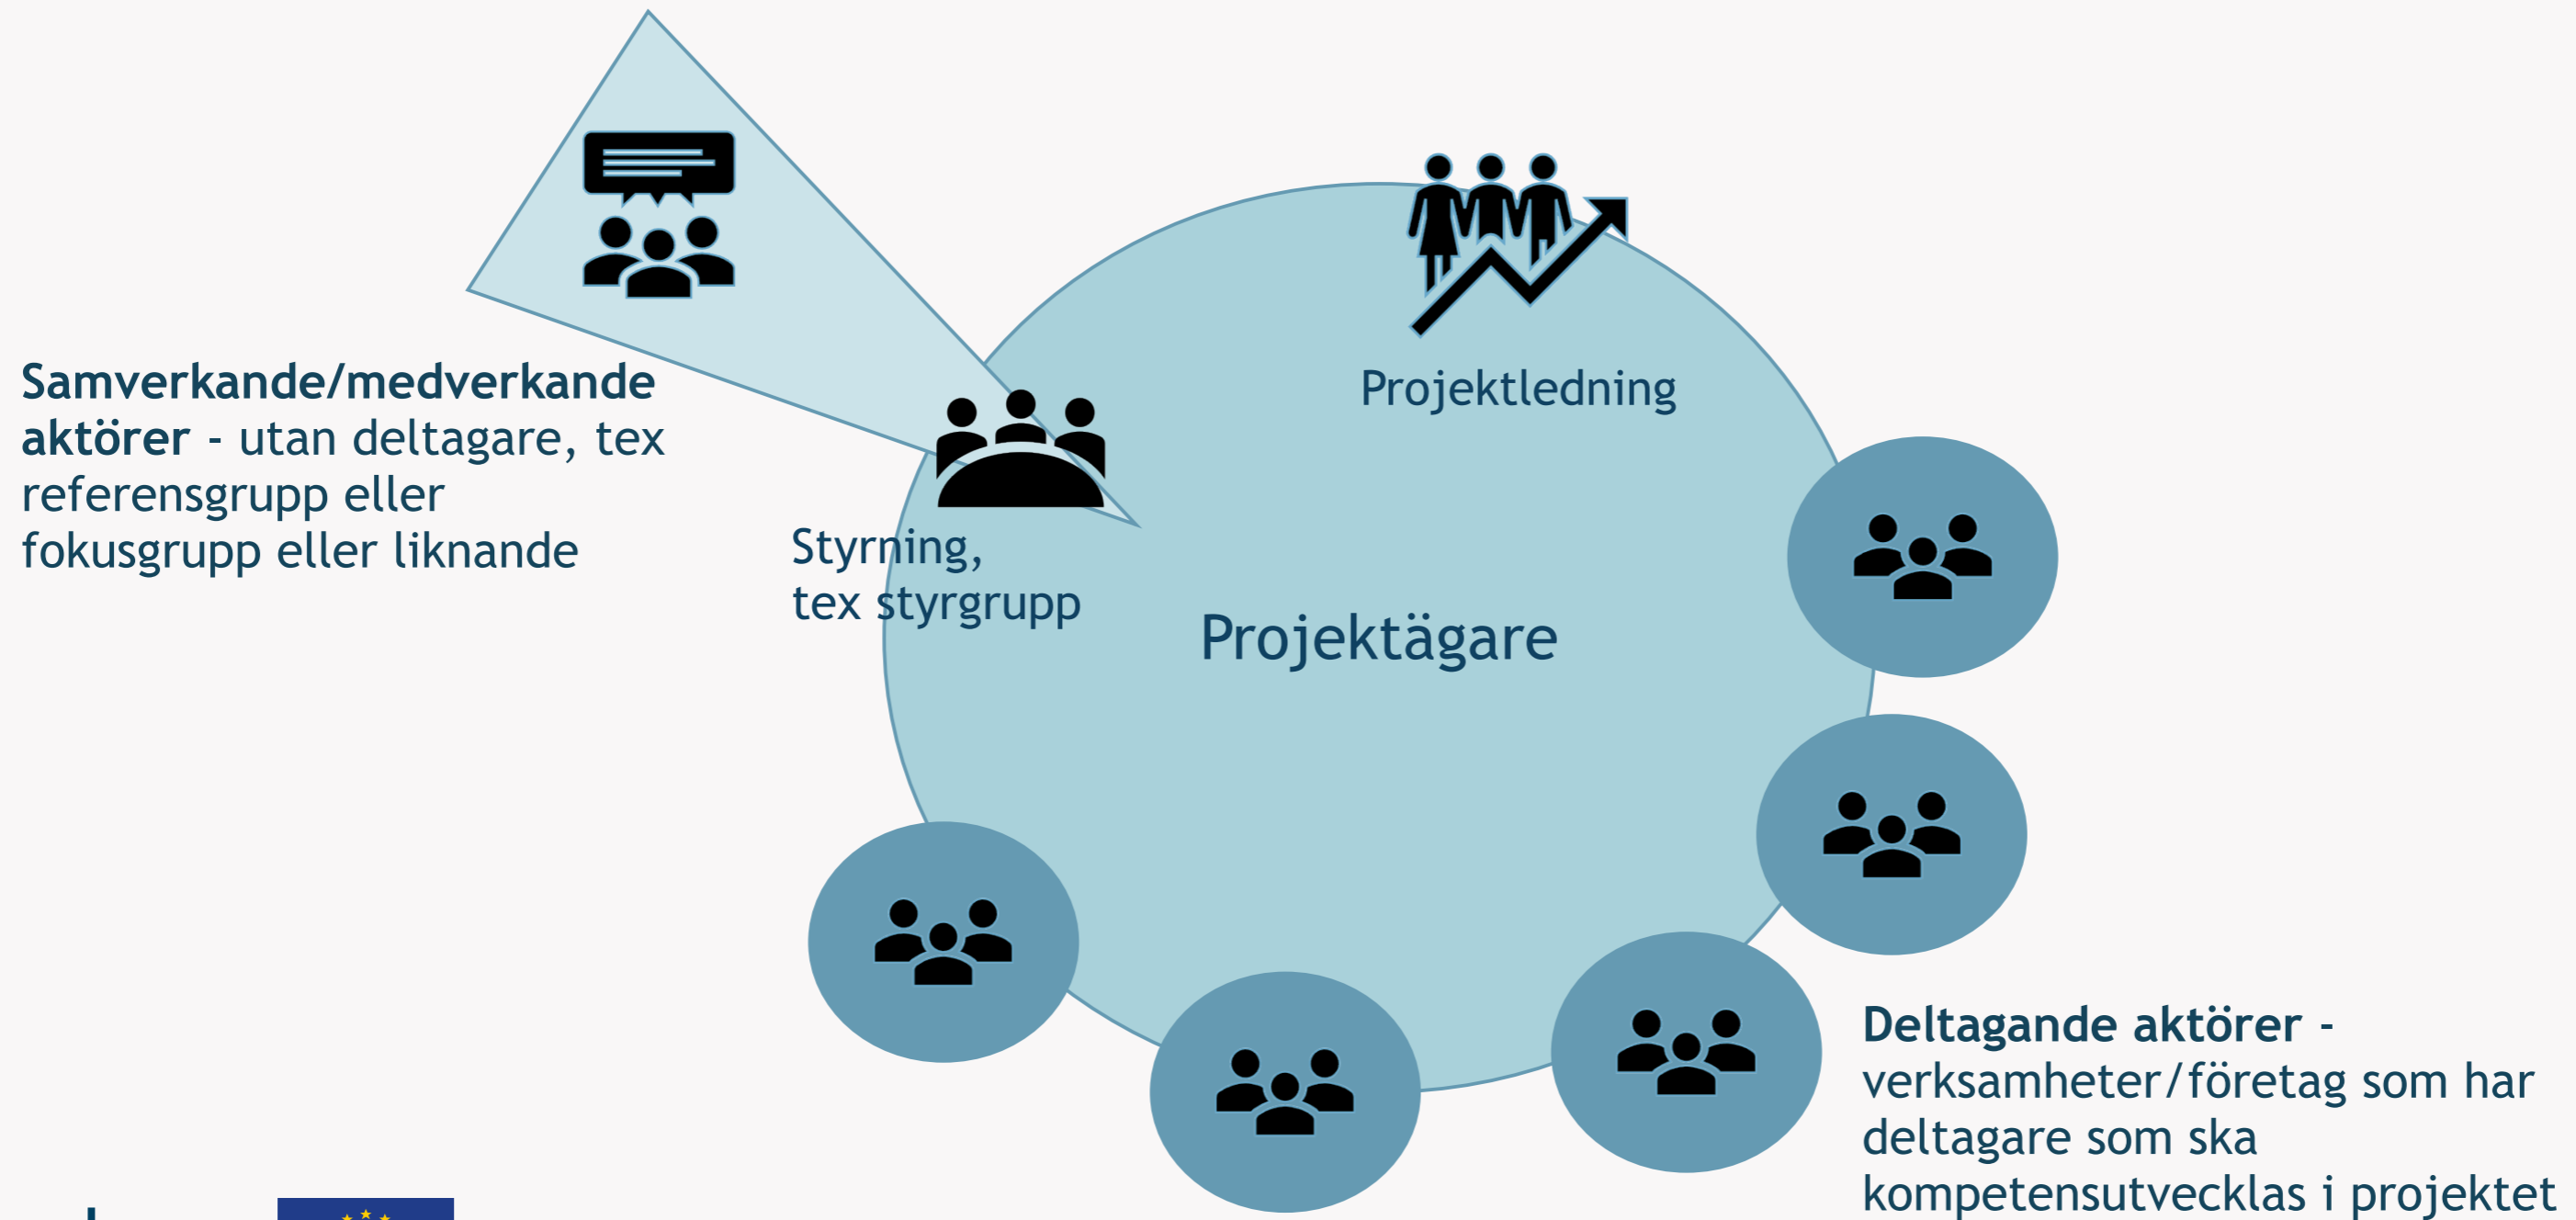 Samverkande/medverkande
aktörer - utan deltagare, tex
referensgrupp eller
fokusgrupp eller liknande
Projektledning
Styrning,
tex styrgrupp
Projektägare
Deltagande aktörer -
verksamheter/företag som har
deltagare som ska
kompetensutvecklas i projektet